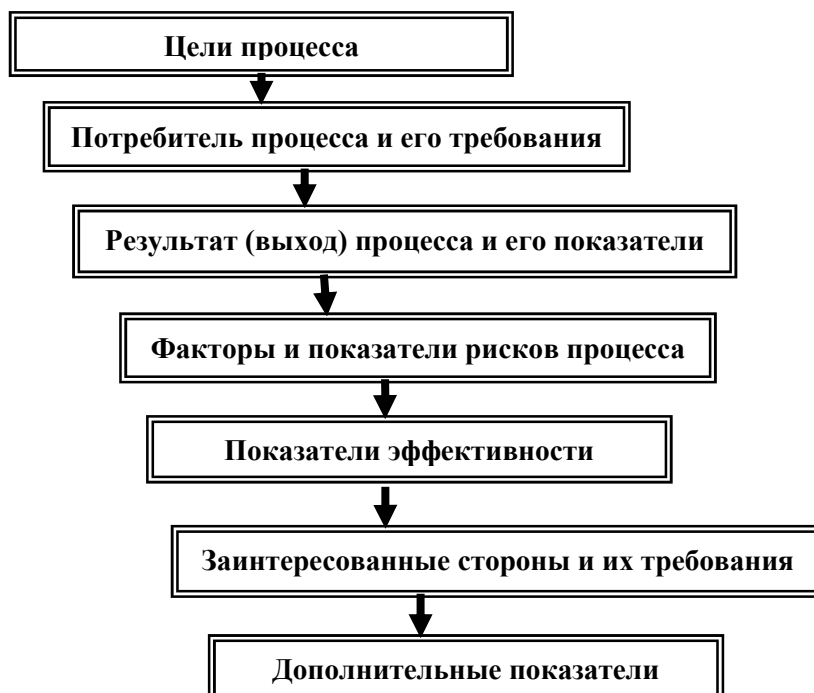 Цели процесса
Потребитель процесса и его требования
Результат (выход) процесса и его показатели
Факторы и показатели рисков процесса
Показатели эффективности
Заинтересованные стороны и их требования
Дополнительные показатели